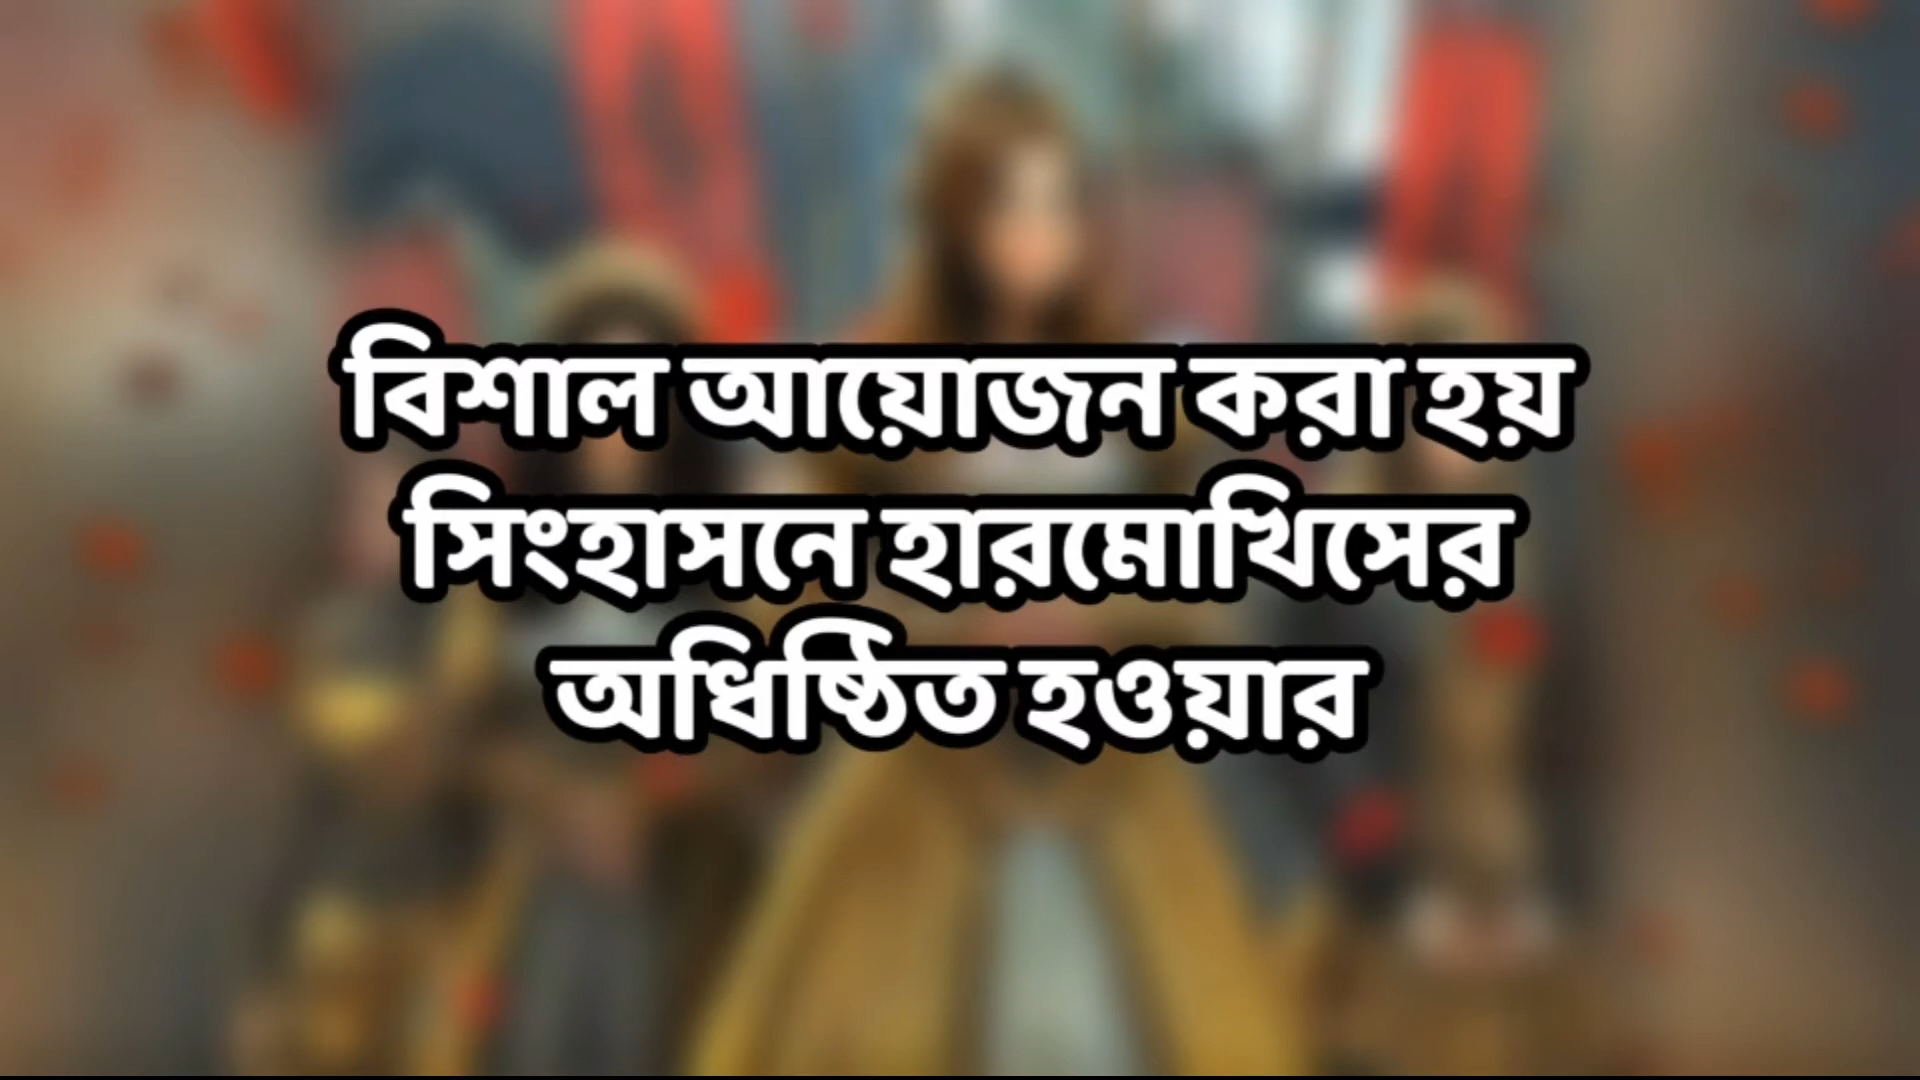 বিশাল আয়োজন করা হয়
সিংহাসনে হারমোখিসের
অধিষ্ঠিত হওয়ার